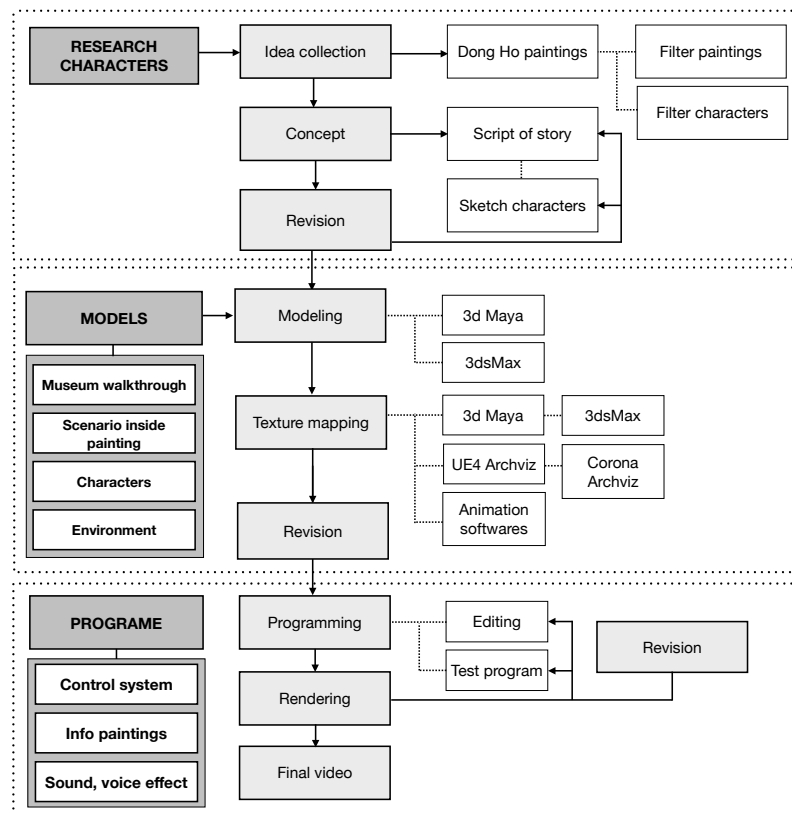 RESEARCH
CHARACTERS
Idea collection
Dong Ho paintings
Filter paintings
Filter characters
Concept
Script of story
Sketch characters
Revision
MODELS
Modeling
3d Maya
3dsMax
Museum walkthrough
Scenario inside
painting
Characters
Environment
Texture mapping
3d Maya
3dsMax
UE4 Archviz
Corona
Archviz
Animation
softwares
Revision
PROGRAME
Programming
Editing
Test program
Revision
Control system
Info paintings
Sound, voice effect
Rendering
Final video